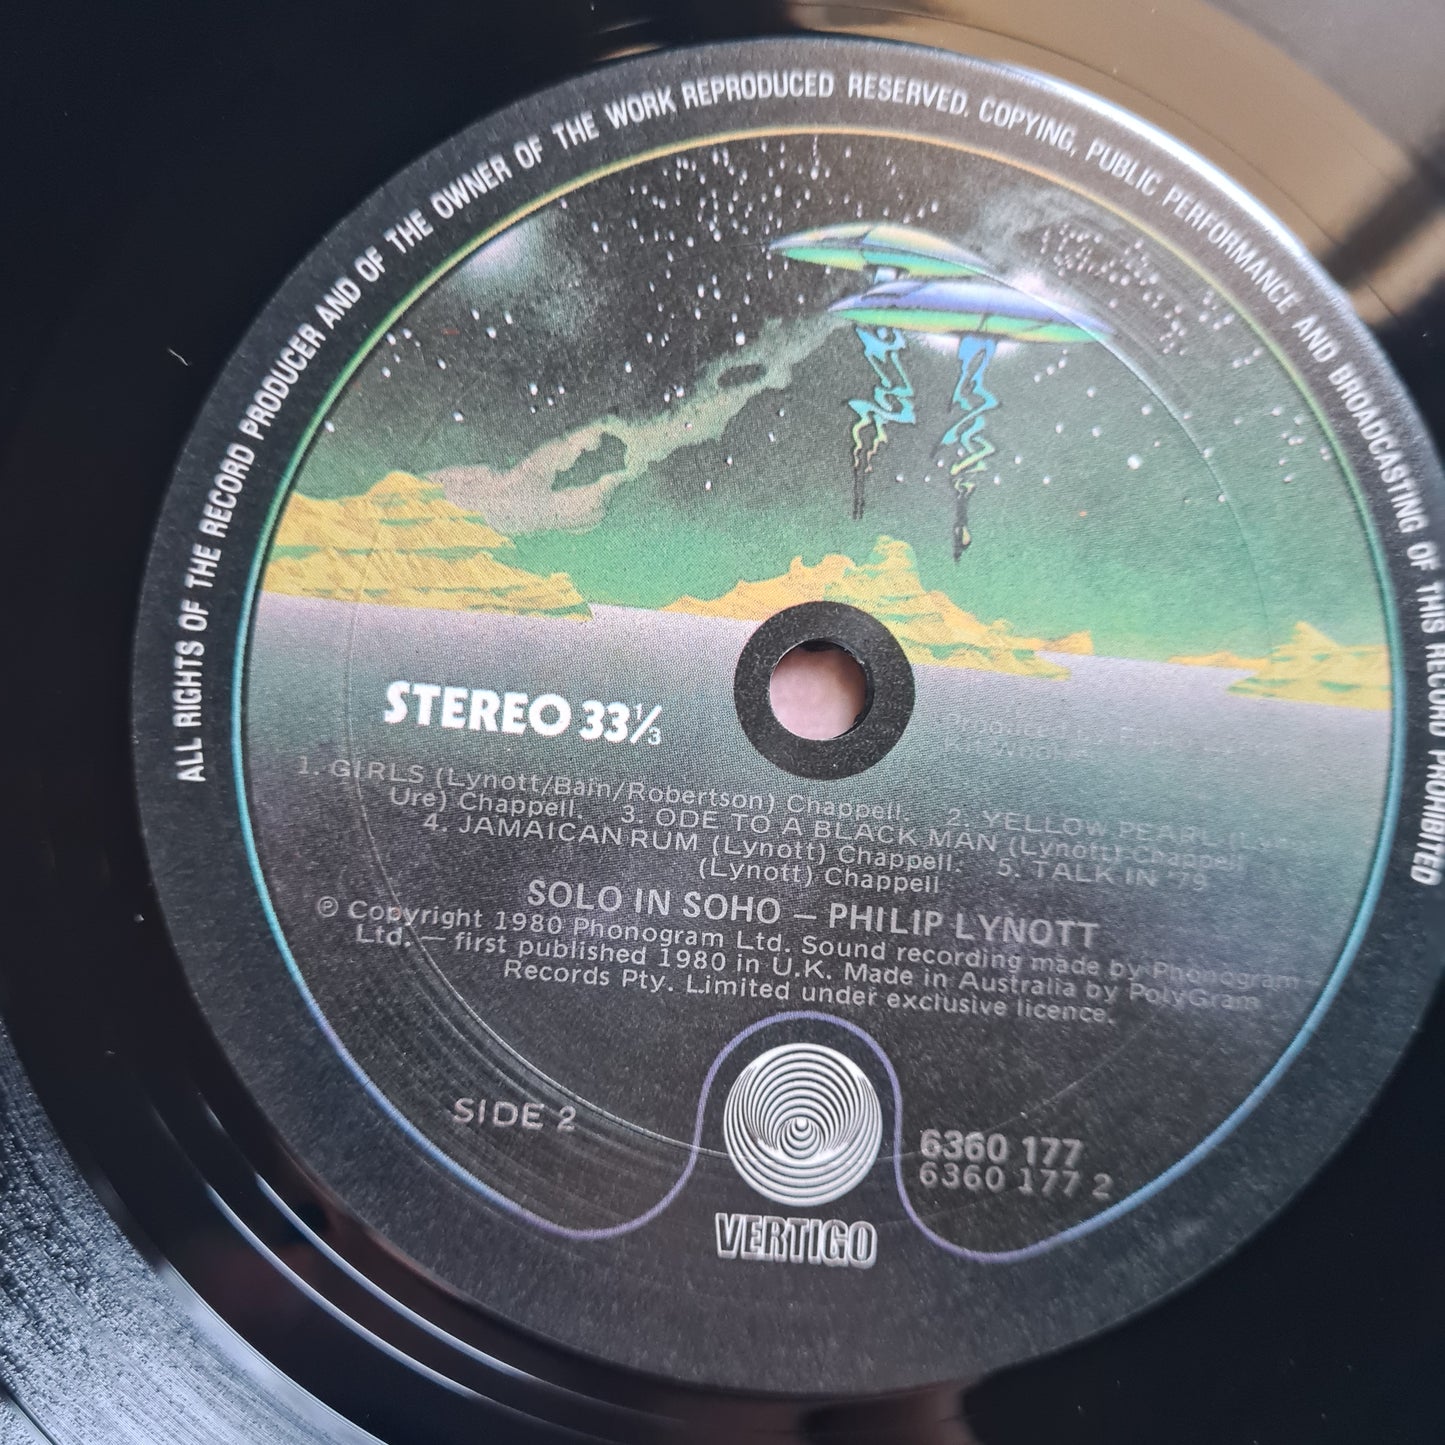 ALL RIGHTS OF THE RECORD PRODUCER AND OF THE OWNER OF THE WORK REPRODUCED RESERVED. COPYING, PUBLIC PERFORMANCE AND BROADCASTING OF THIS RECORD PROHIBITED
STEREO 33⅓
1. GIRLS (Lynott/Bain/Robertson) Chappell. 2. YELLOW PEARL
Ure) Chappell. 3. ODE TO A BLACK MAN (Lynott) Chappell
4. JAMAICAN RUM (Lynott) Chappell. 5. TALK IN '79
(Lynott) Chappell
SOLO IN SOHO – PHILIP LYNOTT
℗ Copyright 1980 Phonogram Ltd. Sound recording made by Phonogram
Ltd. — first published 1980 in U.K. Made in Australia by PolyGram
Records Pty. Limited under exclusive licence.
SIDE 2
6360 177
6360 177 2
VERTIGO